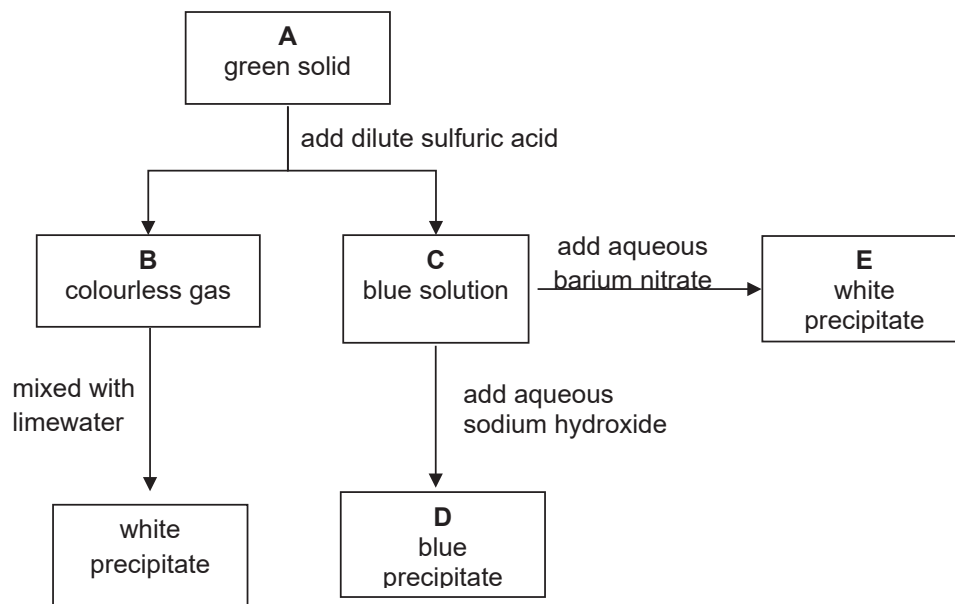 A
green solid
add dilute sulfuric acid
B
colourless gas
C
blue solution
add aqueous
barium nitrate
E
white
precipitate
mixed with
limewater
add aqueous
sodium hydroxide
white
precipitate
D
blue
precipitate